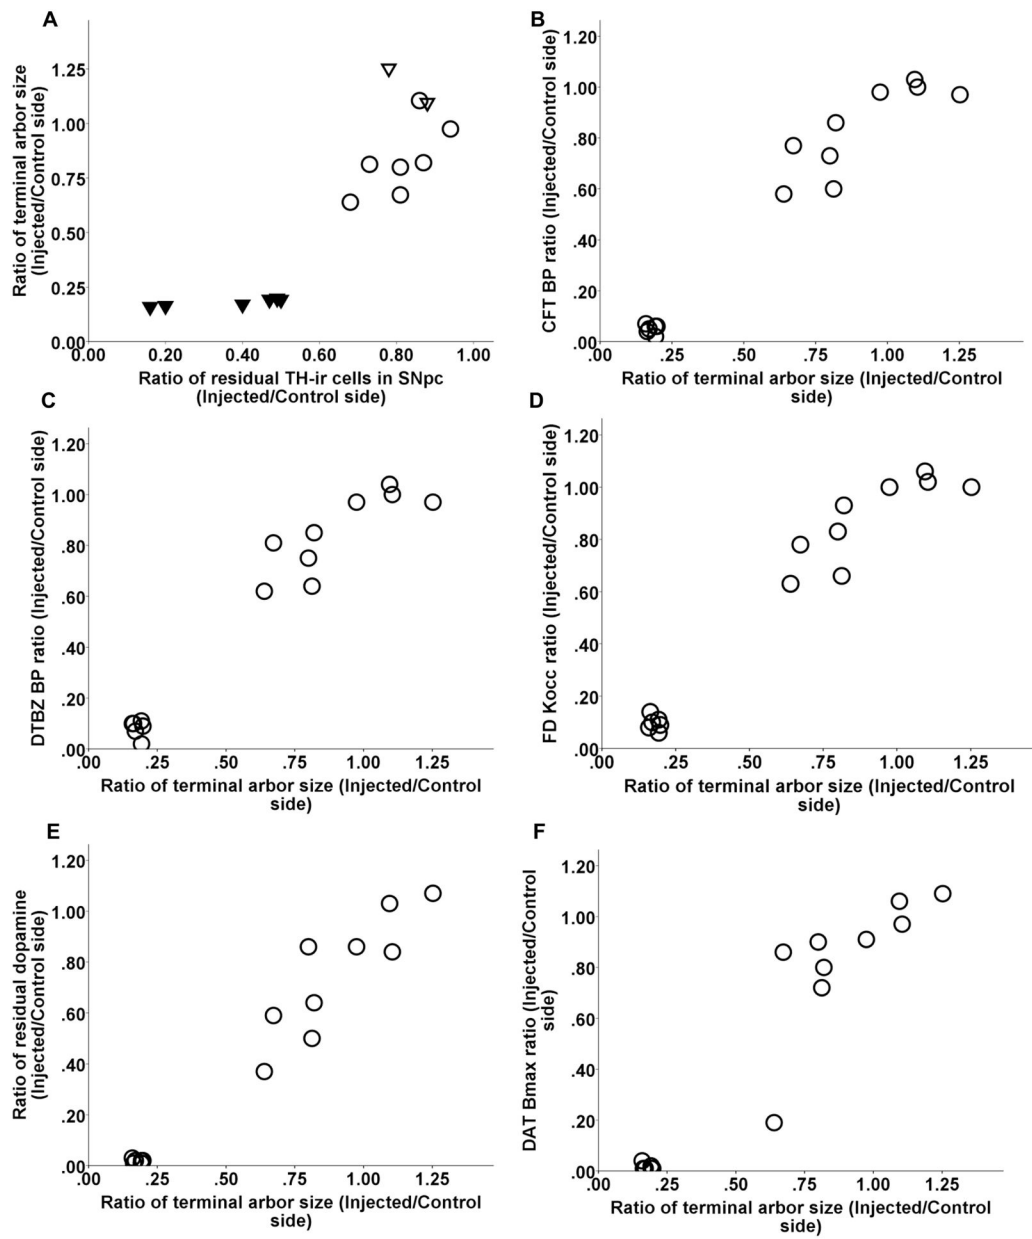 A
Ratio of terminal arbor size
(Injected/Control side)
1.25
1.00
0.75
0.50
0.25
0.00
0.00 0.20 0.40 0.60 0.80 1.00
Ratio of residual TH-ir cells in SNpc
(Injected/Control side)
B
CFT BP ratio (Injected/Control side)
1.20
1.00
.80
.60
.40
.20
.00
.00 .25 .50 .75 1.00 1.25
Ratio of terminal arbor size (Injected/Control
side)
C
DTBZ BP ratio (Injected/Control side)
1.20
1.00
.80
.60
.40
.20
.00
.00 .25 .50 .75 1.00 1.25
Ratio of terminal arbor size (Injected/Control
side)
D
FD Kocc ratio (Injected/Control side)
1.20
1.00
.80
.60
.40
.20
.00
.00 .25 .50 .75 1.00 1.25
Ratio of terminal arbor size (Injected/Control
side)
E
Ratio of residual dopamine
(Injected/Control side)
1.20
1.00
.80
.60
.40
.20
.00
.00 .25 .50 .75 1.00 1.25
Ratio of terminal arbor size (Injected/Control
side)
F
DAT Bmax ratio (Injected/Control
side)
1.20
1.00
.80
.60
.40
.20
.00
.00 .25 .50 .75 1.00 1.25
Ratio of terminal arbor size (Injected/Control
side)